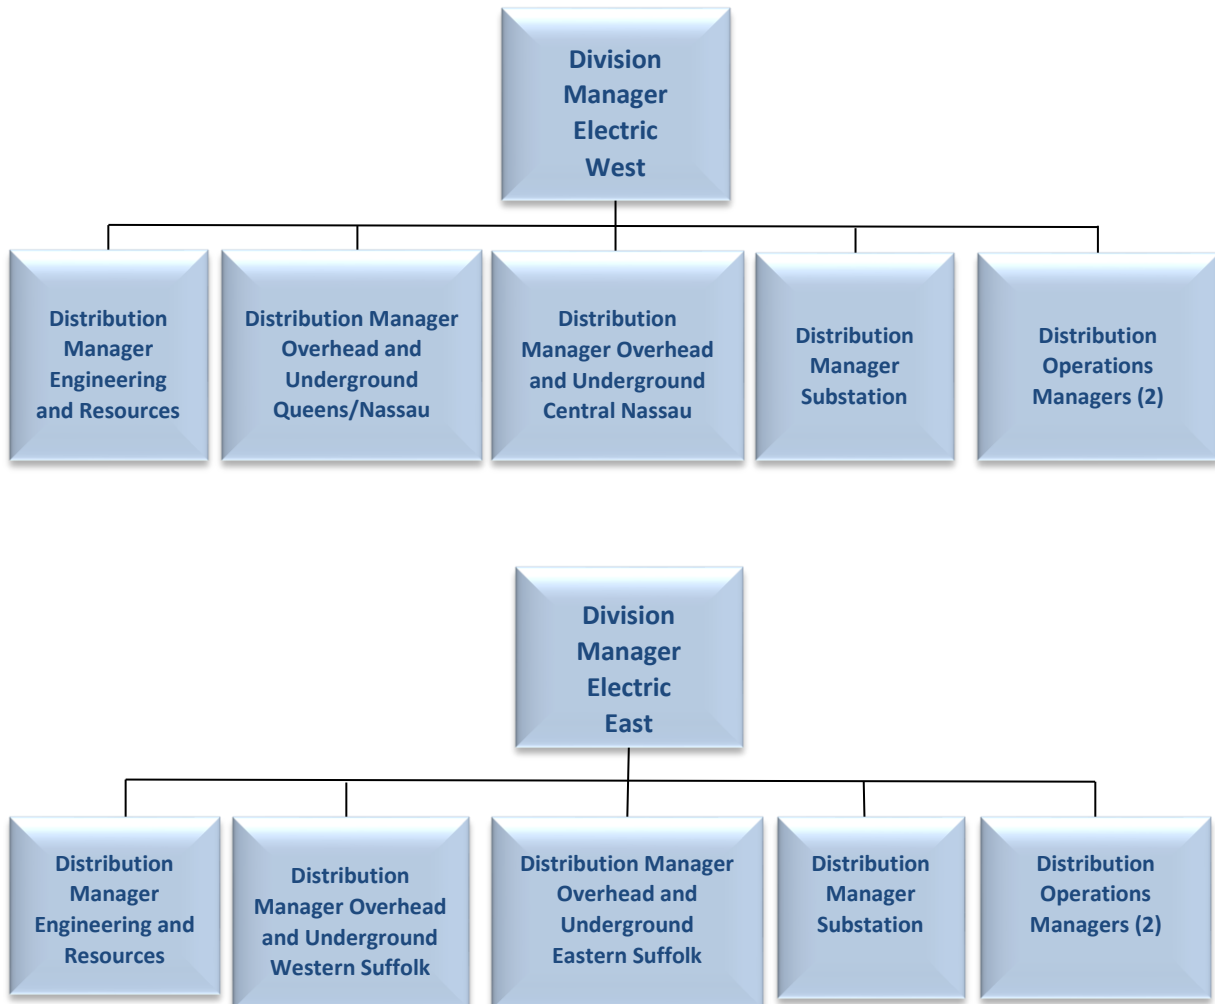 Division
Manager
Electric
West
Distribution
Manager
Engineering
and Resources
Distribution Manager
Overhead and
Underground
Queens/Nassau
Distribution
Manager Overhead
and Underground
Central Nassau
Distribution
Manager
Substation
Distribution
Operations
Managers (2)
Division
Manager
Electric
East
Distribution
Manager
Engineering and
Resources
Distribution
Manager Overhead
and Underground
Western Suffolk
Distribution Manager
Overhead and
Underground
Eastern Suffolk
Distribution
Manager
Substation
Distribution
Operations
Managers (2)